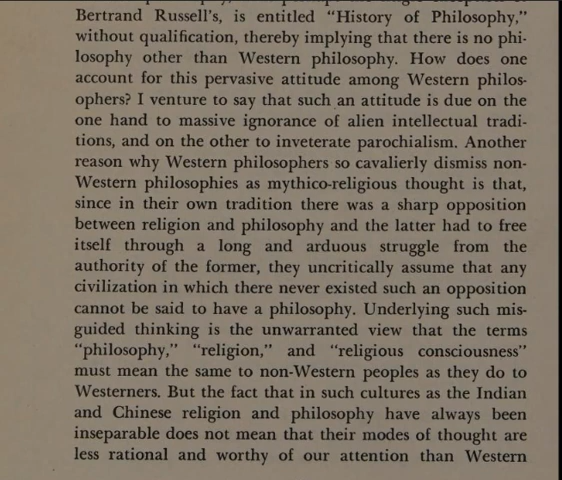 Bertrand Russell's, is entitled "History of Philosophy,"
without qualification, thereby implying that there is no phi-
losophy other than Western philosophy. How does one
account for this pervasive attitude among Western philos-
ophers? I venture to say that such an attitude is due on the
one hand to massive ignorance of alien intellectual tradi-
tions, and on the other to inveterate parochialism. Another
reason why Western philosophers so cavalierly dismiss non-
Western philosophies as mythico-religious thought is that,
since in their own tradition there was a sharp opposition
between religion and philosophy and the latter had to free
itself through a long and arduous struggle from the
authority of the former, they uncritically assume that any
civilization in which there never existed such an opposition
cannot be said to have a philosophy. Underlying such mis-
guided thinking is the unwarranted view that the terms
"philosophy," "religion," and "religious consciousness"
must mean the same to non-Western peoples as they do to
Westerners. But the fact that in such cultures as the Indian
and Chinese religion and philosophy have always been
inseparable does not mean that their modes of thought are
less rational and worthy of our attention than Western